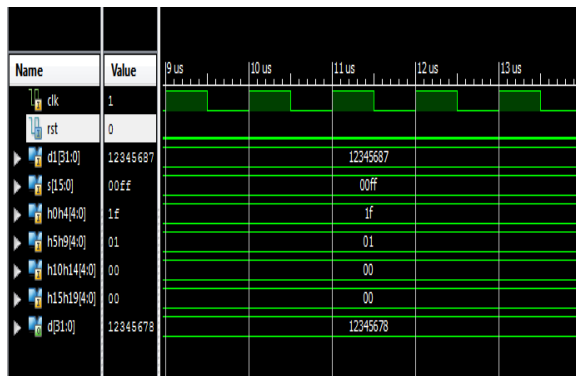 Name Value 9 us 10 us 11 us 12 us 13 us
clk 1
rst 0
d1[31:0] 12345687 12345687
s[15:0] 00ff 00ff
h0h4[4:0] 1f 1f
h5h9[4:0] 01 01
h10h14[4:0] 00 00
h15h19[4:0] 00 00
d[31:0] 12345678 12345678